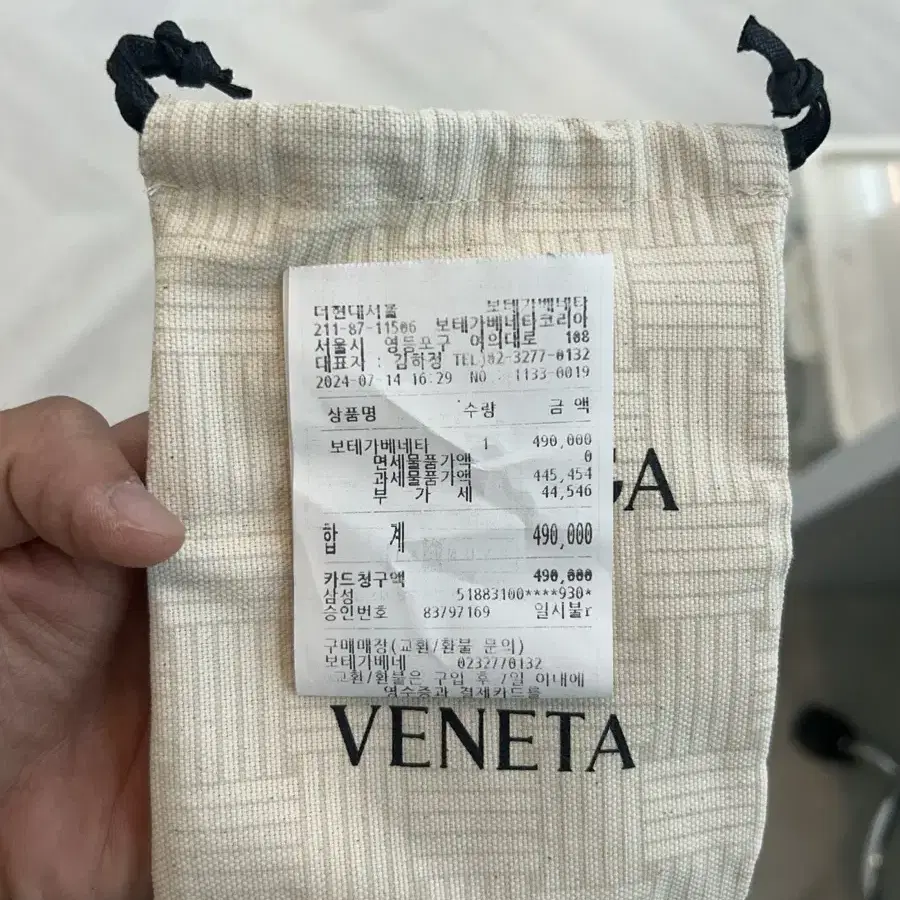 더현대서울 보테가베네타
211-87-11506 보테가베네타코리아
서울시 영등포구 여의대로 108
대표자 : 김하정 TEL)02-3277-0132
2024-07-14 16:29 NO. : 1133-0019
상품명 수량 금액
보테가베네타 1 490,000
면세물품가액 0
과세물품가액 445,454
부 가 세 44,546
합 계 490,000
카드청구액 490,000
삼성 51883100****930*
승인번호 83797169 일시불r
구매매장(교환/환불 문의)
보테가베네 0232770132
교환/환불은 구입 후 7일 이내에
영수증과 결제카드를
CA
VENETA